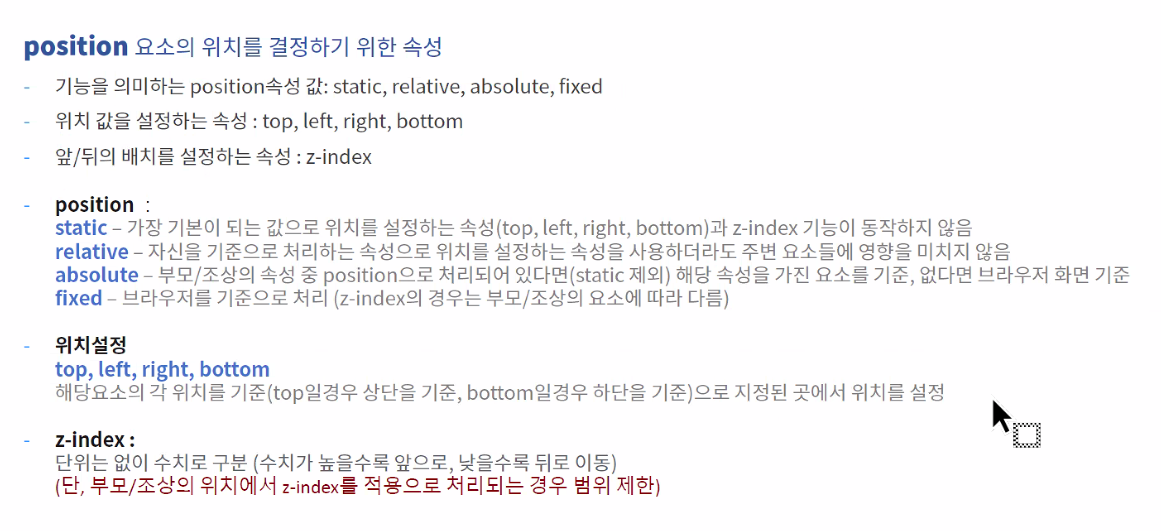 position 요소의 위치를 결정하기 위한 속성
- 기능을 의미하는 position속성 값: static, relative, absolute, fixed
- 위치 값을 설정하는 속성 : top, left, right, bottom
- 앞/뒤의 배치를 설정하는 속성 : z-index
- position :
static – 가장 기본이 되는 값으로 위치를 설정하는 속성(top, left, right, bottom)과 z-index 기능이 동작하지 않음
relative – 자신을 기준으로 처리하는 속성으로 위치를 설정하는 속성을 사용하더라도 주변 요소들에 영향을 미치지 않음
absolute – 부모/조상의 속성 중 position으로 처리되어 있다면(static 제외) 해당 속성을 가진 요소를 기준, 없다면 브라우저 화면 기준
fixed – 브라우저를 기준으로 처리 (z-index의 경우는 부모/조상의 요소에 따라 다름)
- 위치설정
top, left, right, bottom
해당요소의 각 위치를 기준(top일경우 상단을 기준, bottom일경우 하단을 기준)으로 지정된 곳에서 위치를 설정
- z-index :
단위는 없이 수치로 구분 (수치가 높을수록 앞으로, 낮을수록 뒤로 이동)
(단, 부모/조상의 위치에서 z-index를 적용으로 처리되는 경우 범위 제한)